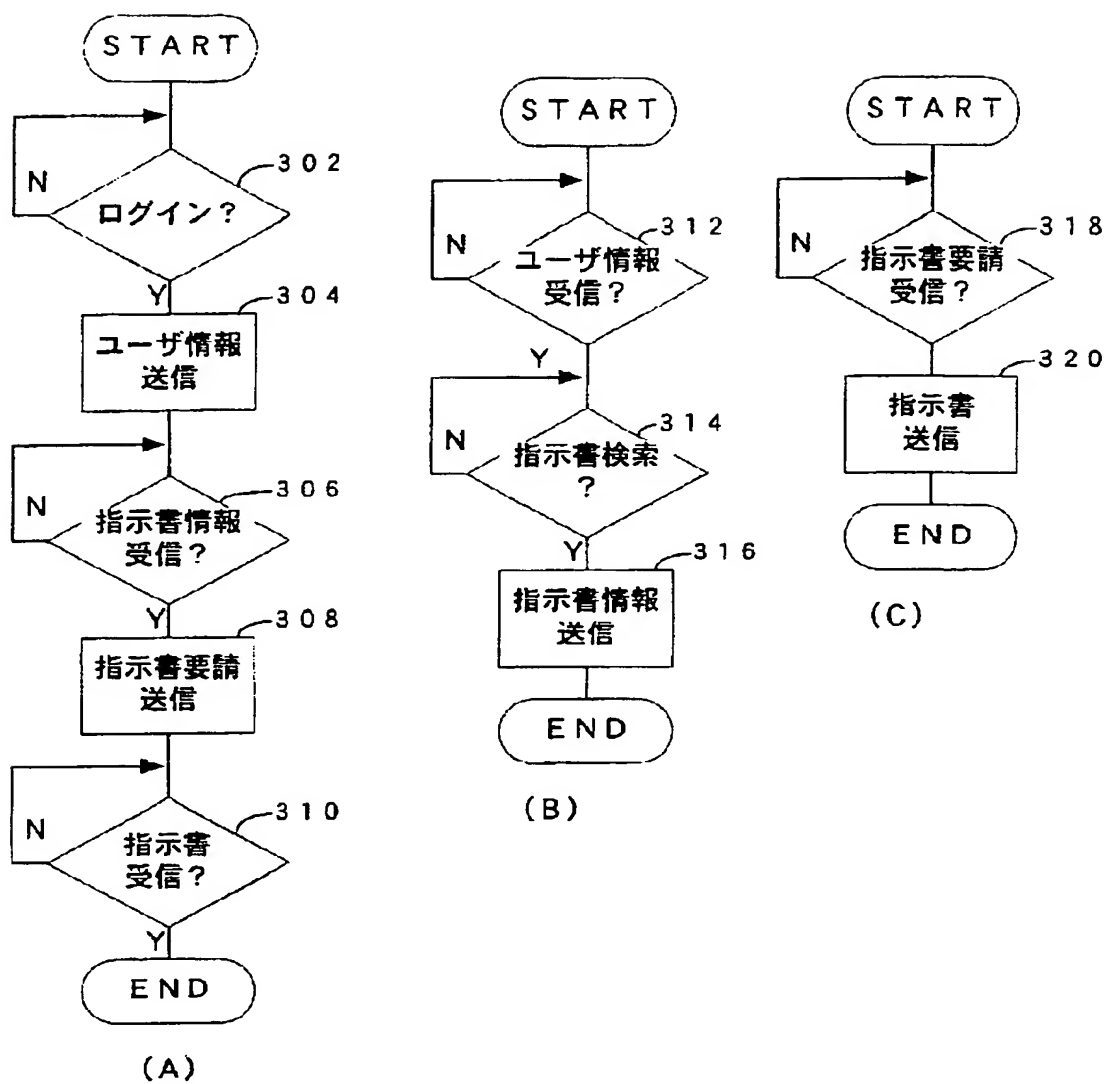 START
302
N
ログイン?
Y
304
ユーザ情報
送信
306
N
指示書情報
受信?
Y
308
指示書要請
送信
310
N
指示書
受信?
Y
END
(A)
START
312
N
ユーザ情報
受信?
Y
314
N
指示書検索
?
Y
316
指示書情報
送信
END
(B)
START
318
N
指示書要請
受信?
320
指示書
送信
END
(C)